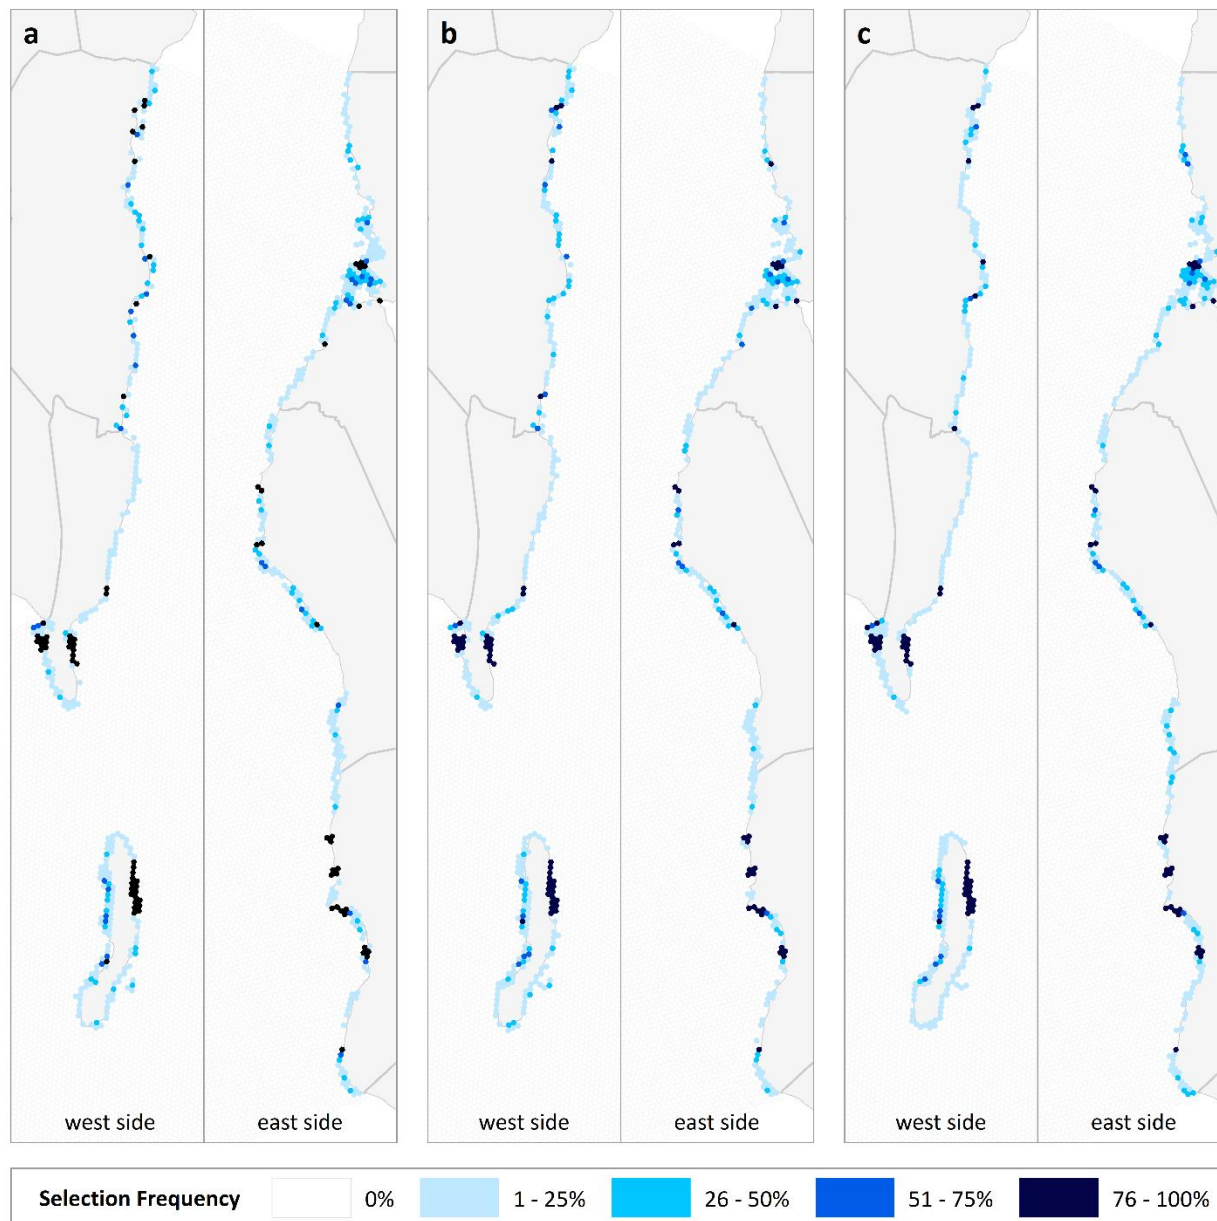 a
b
c
west side
east side
west side
east side
west side
east side
Selection Frequency 0% 1 - 25% 26 - 50% 51 - 75% 76 - 100%